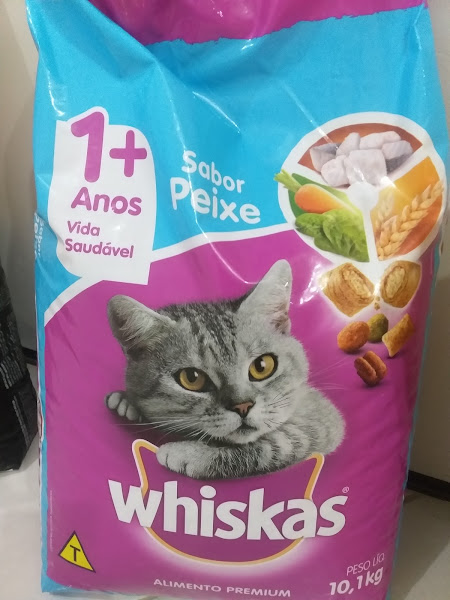 1+
Anos
Vida
Saudável
Sabor
Peixe
whiskas®
T
ALIMENTO PREMIUM
PESO LÍQ.
10,1kg